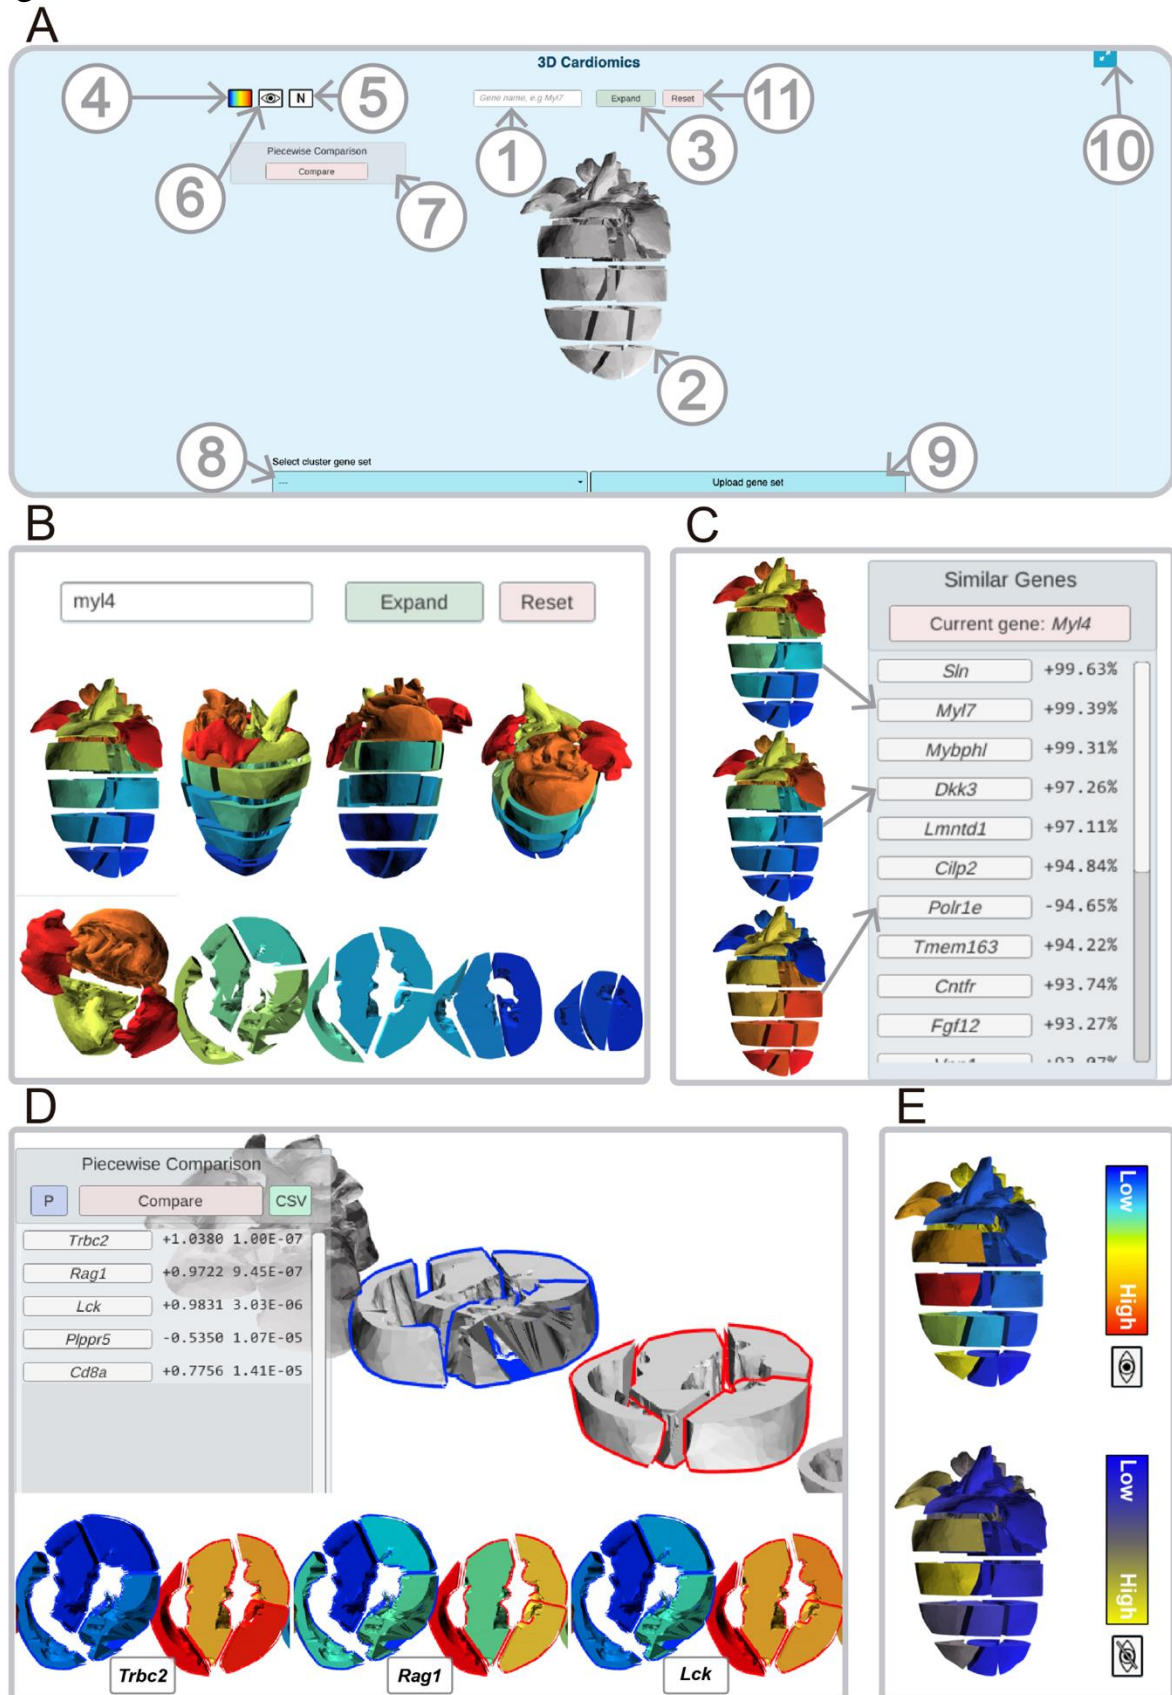 A
3D Cardiomics
4
N
5
Gene name, e.g Myl7
Expand
Reset
11
6
Piecewise Comparison
Compare
7
1
3
10
2
8
Select cluster gene set
---
Upload gene set
9
B
myl4
Expand
Reset
C
Similar Genes
Current gene: Myl4
Sln +99.63%
Myl7 +99.39%
Mybphl +99.31%
Dkk3 +97.26%
Lmntd1 +97.11%
Cilp2 +94.84%
Polr1e -94.65%
Tmem163 +94.22%
Cntfr +93.74%
Fgf12 +93.27%
D
Piecewise Comparison
P
Compare
CSV
Trbc2 +1.0380 1.00E-07
Rag1 +0.9722 9.45E-07
Lck +0.9831 3.03E-06
Plppr5 -0.5350 1.07E-05
Cd8a +0.7756 1.41E-05
Trbc2
Rag1
Lck
E
Low
High
Low
High